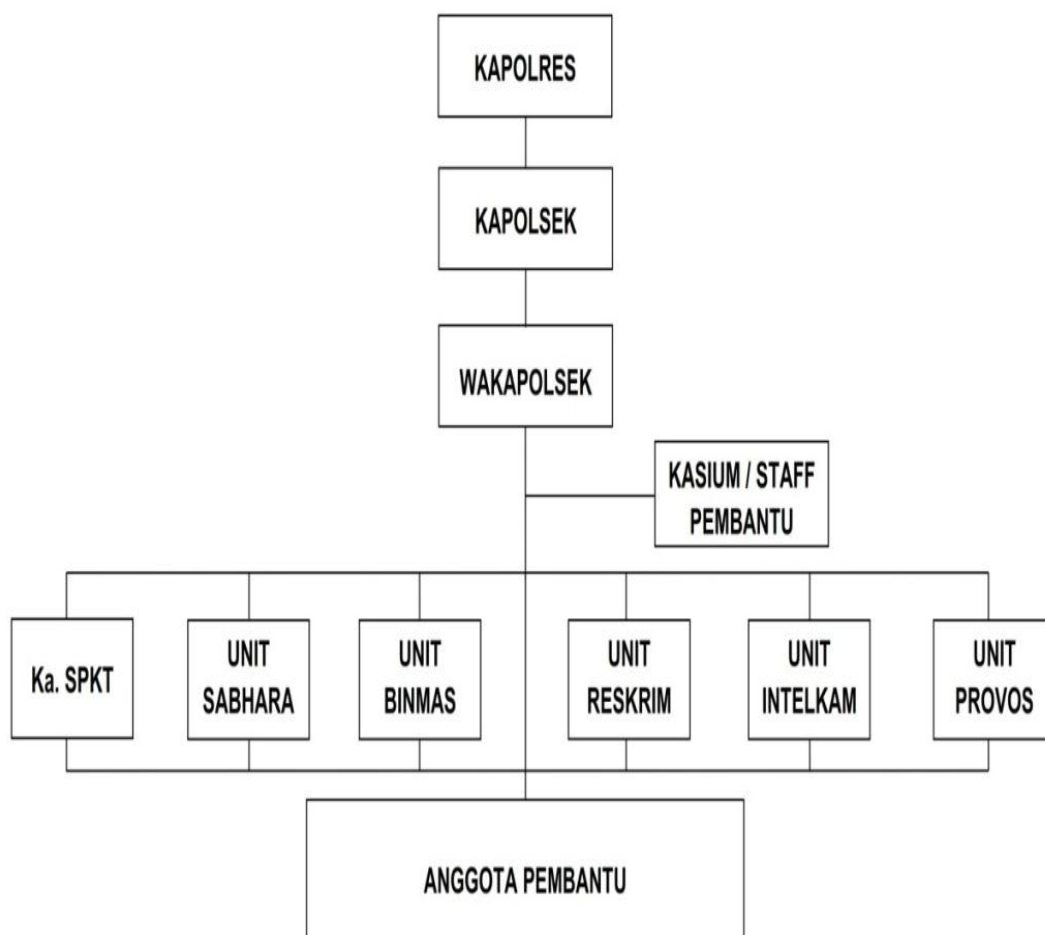 KAPOLRES
KAPOLSEK
WAKAPOLSEK
KASIUM / STAFF
PEMBANTU
Ka. SPKT
UNIT
SABHARA
UNIT
BINMAS
UNIT
RESKRIM
UNIT
INTELKAM
UNIT
PROVOS
ANGGOTA PEMBANTU